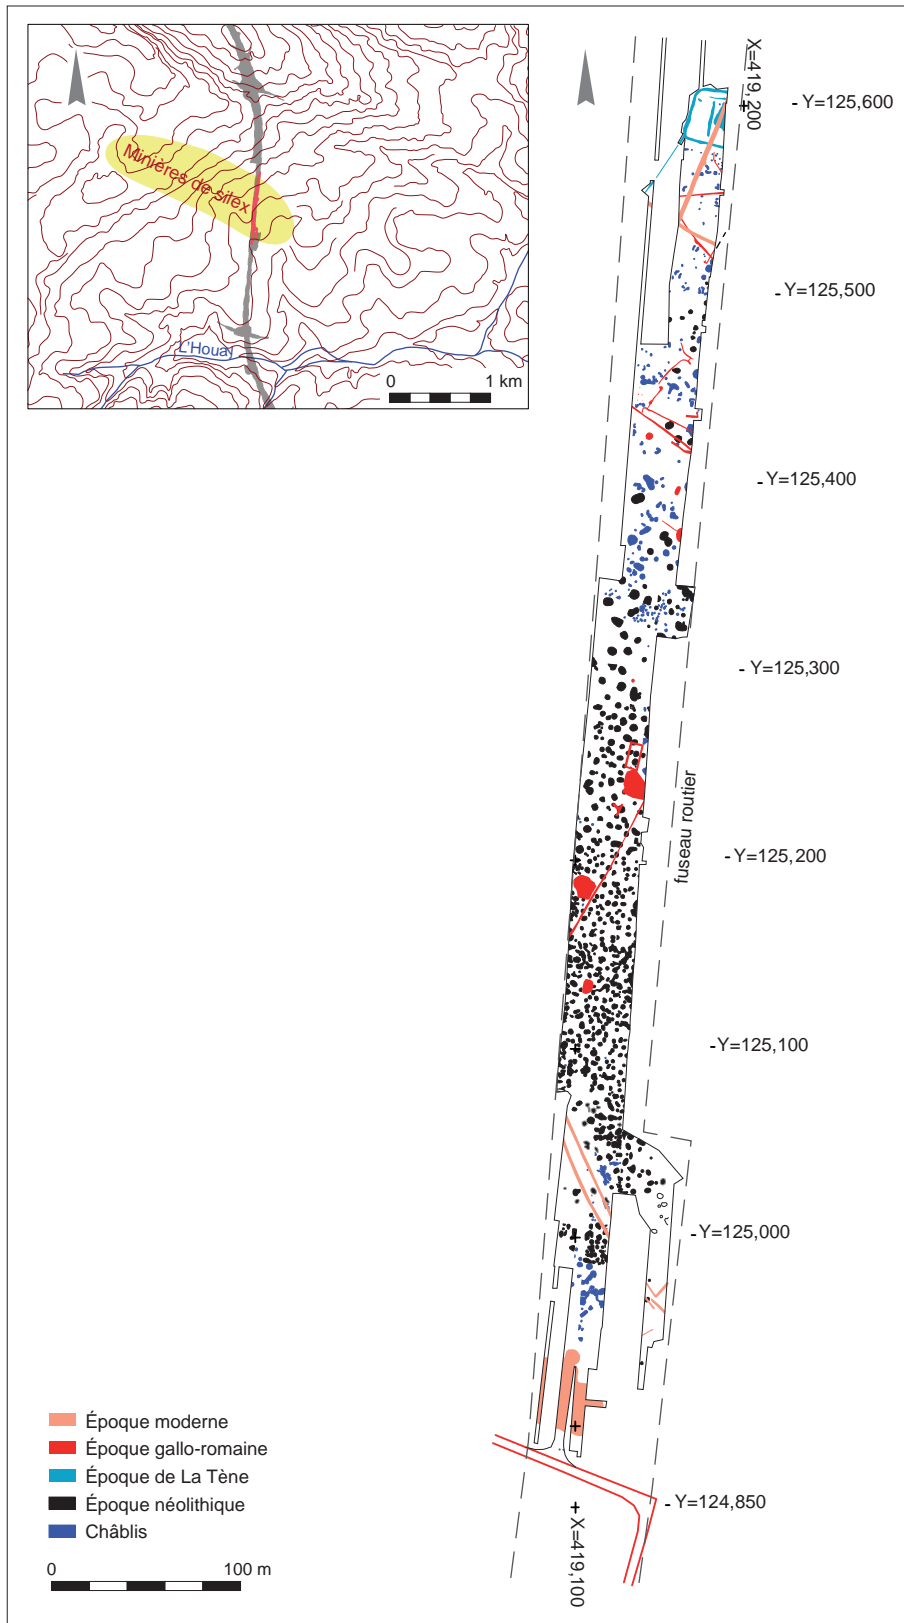 Minières de silex
L'Houay
0 1 km
X=419,200
Y=125,600
Y=125,500
Y=125,400
Y=125,300
fuseau routier
Y=125,200
Y=125,100
Y=125,000
Y=124,850
X=419,100
Époque moderne
Époque gallo-romaine
Époque de La Tène
Époque néolithique
Châblis
0 100 m